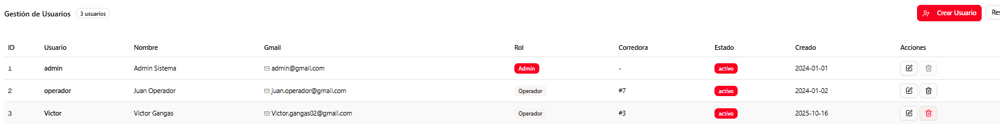 Gestión de Usuarios 3 usuarios Crear Usuario Res
ID Usuario Nombre Gmail Rol Corredora Estado Creado Acciones
1 admin Admin Sistema admin@gmail.com Admin - activo 2024-01-01
2 operador Juan Operador juan.operador@gmail.com Operador #7 activo 2024-01-02
3 Victor Victor Gangas Victor.gangas02@gmail.com Operador #3 activo 2025-10-16